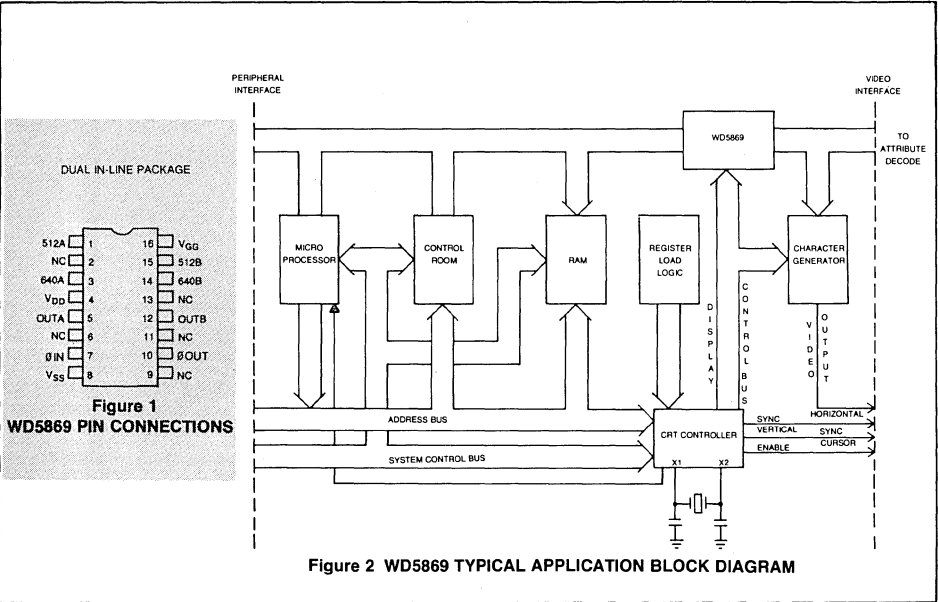 PERIPHERAL
INTERFACE
VIDEO
INTERFACE
WD5869
TO
ATTRIBUTE
DECODE
DUAL IN-LINE PACKAGE
512A 1 16 VGG
NC 2 15 512B
640A 3 14 640B
VDD 4 13 NC
OUTA 5 12 OUTB
NC 6 11 NC
ØIN 7 10 ØOUT
VSS 8 9 NC
Figure 1
WD5869 PIN CONNECTIONS
MICRO
PROCESSOR
CONTROL
ROOM
RAM
REGISTER
LOAD
LOGIC
CHARACTER
GENERATOR
DISPLAY
CONTROL BUS
VIDEO
OUTPUT
ADDRESS BUS
SYSTEM CONTROL BUS
CRT CONTROLLER
X1 X2
SYNC HORIZONTAL
VERTICAL SYNC
ENABLE CURSOR
Figure 2 WD5869 TYPICAL APPLICATION BLOCK DIAGRAM